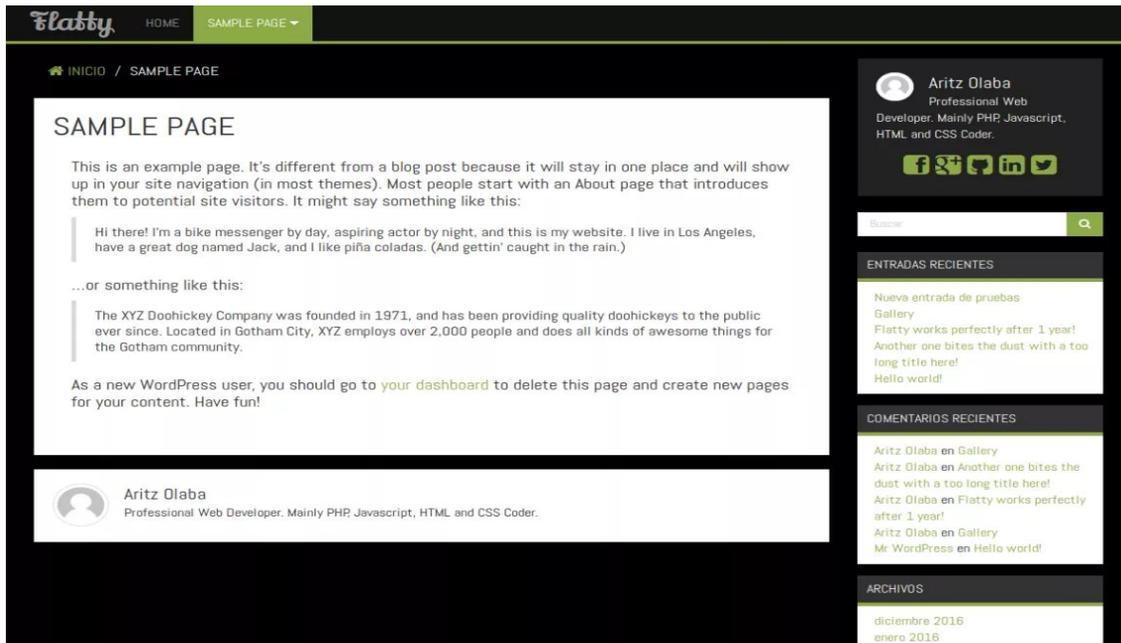 Flatty HOME SAMPLE PAGE
INICIO / SAMPLE PAGE
SAMPLE PAGE
This is an example page. It's different from a blog post because it will stay in one place and will show
up in your site navigation (in most themes). Most people start with an About page that introduces
them to potential site visitors. It might say something like this:
Hi there! I'm a bike messenger by day, aspiring actor by night, and this is my website. I live in Los Angeles,
have a great dog named Jack, and I like piña coladas. (And gettin' caught in the rain.)
...or something like this:
The XYZ Doohickey Company was founded in 1971, and has been providing quality doohickeys to the public
ever since. Located in Gotham City, XYZ employs over 2,000 people and does all kinds of awesome things for
the Gotham community.
As a new WordPress user, you should go to your dashboard to delete this page and create new pages
for your content. Have fun!
Aritz Olaba
Professional Web Developer. Mainly PHP, Javascript, HTML and CSS Coder.
Aritz Olaba
Professional Web
Developer. Mainly PHP, Javascript,
HTML and CSS Coder.
Buscar
ENTRADAS RECIENTES
Nueva entrada de pruebas
Gallery
Flatty works perfectly after 1 year!
Another one bites the dust with a too
long title here!
Hello world!
COMENTARIOS RECIENTES
Aritz Olaba en Gallery
Aritz Olaba en Another one bites the
dust with a too long title here!
Aritz Olaba en Flatty works perfectly
after 1 year!
Aritz Olaba en Gallery
Mr WordPress en Hello world!
ARCHIVOS
diciembre 2016
enero 2016